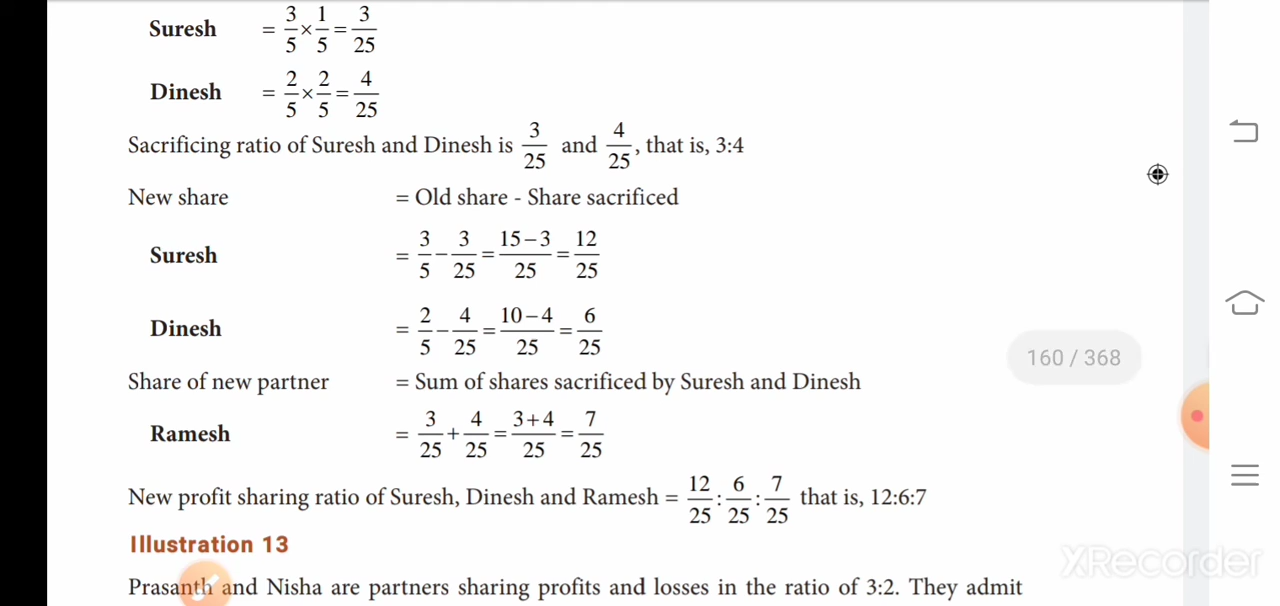 Suresh = 3/5 × 1/5 = 3/25
Dinesh = 2/5 × 2/5 = 4/25
Sacrificing ratio of Suresh and Dinesh is 3/25 and 4/25, that is, 3:4
New share = Old share - Share sacrificed
Suresh = 3/5 − 3/25 = 15−3/25 = 12/25
Dinesh = 2/5 − 4/25 = 10−4/25 = 6/25
160 / 368
Share of new partner = Sum of shares sacrificed by Suresh and Dinesh
Ramesh = 3/25 + 4/25 = 3+4/25 = 7/25
New profit sharing ratio of Suresh, Dinesh and Ramesh = 12/25 : 6/25 : 7/25 that is, 12:6:7
Illustration 13
XRecorder
Prasanth and Nisha are partners sharing profits and losses in the ratio of 3:2. They admit